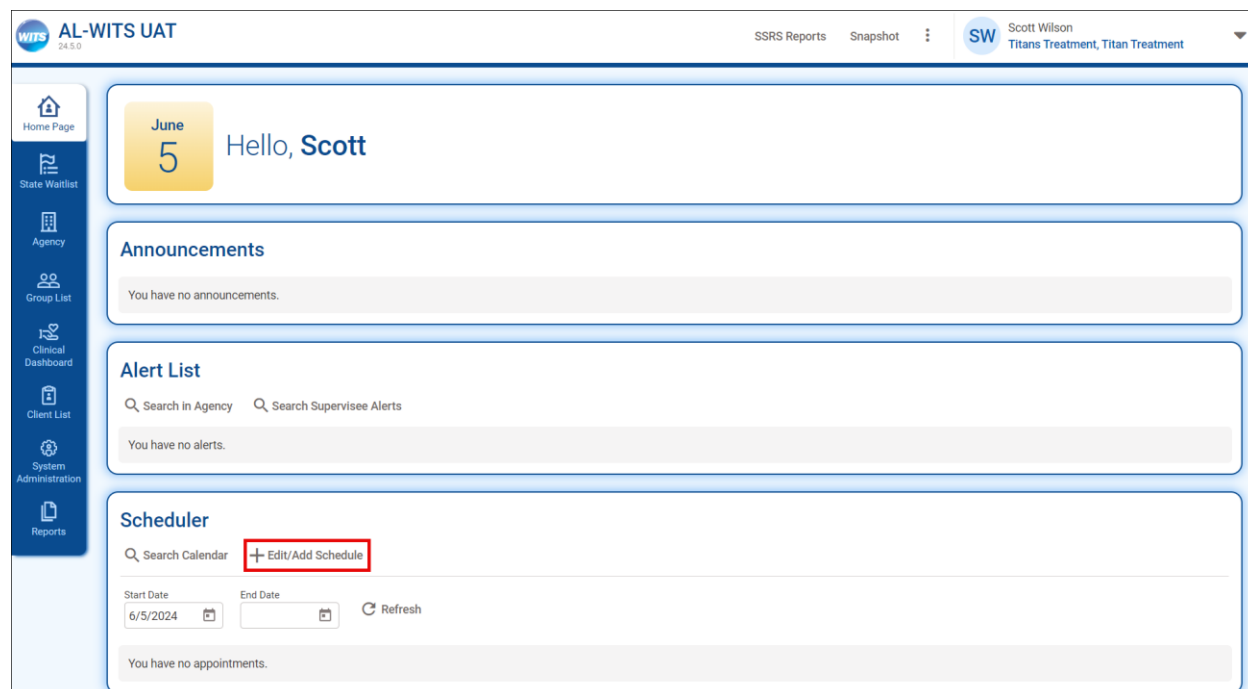 WITS
AL-WITS UAT
24.5.0
SSRS Reports
Snapshot
SW
Scott Wilson
Titans Treatment, Titan Treatment
Home Page
State Waitlist
Agency
Group List
Clinical
Dashboard
Client List
System
Administration
Reports
June
5
Hello, Scott
Announcements
You have no announcements.
Alert List
Search in Agency
Search Supervisee Alerts
You have no alerts.
Scheduler
Search Calendar
Edit/Add Schedule
Start Date
End Date
6/5/2024
Refresh
You have no appointments.